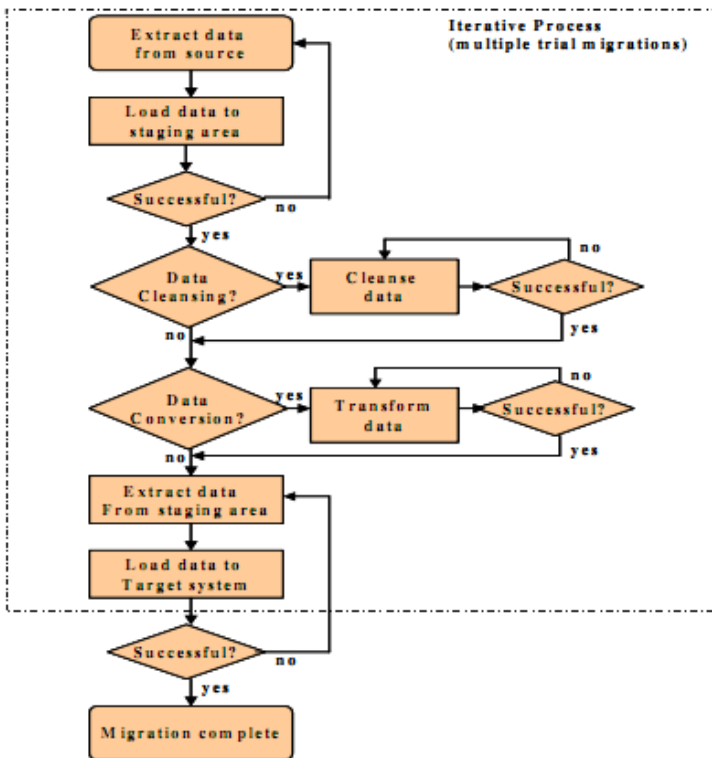 Iterative Process
(multiple trial migrations)
Extract data
from source
Load data to
staging area
Successful?
no
yes
Data
Cleansing?
yes
Cleanse
data
no
Successful?
yes
no
Data
Conversion?
yes
Transform
data
no
Successful?
yes
no
Extract data
From staging area
Load data to
Target system
Successful?
no
yes
Migration complete